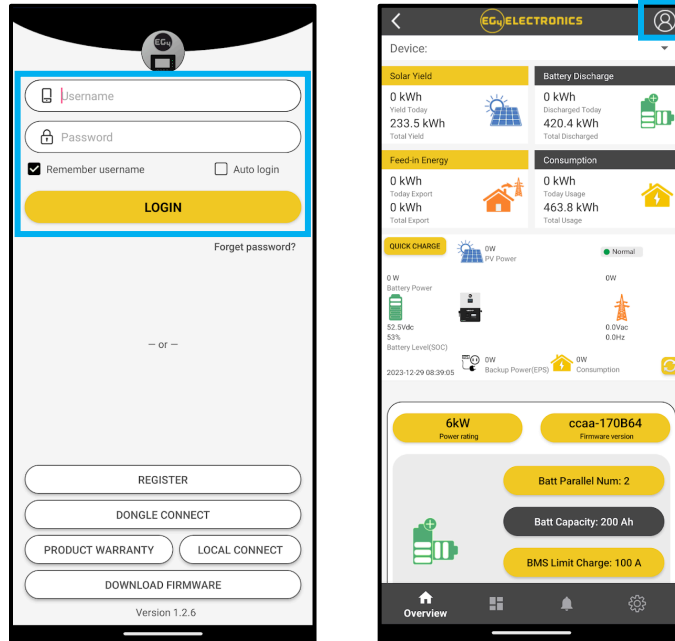 EG4
Username
Password
Remember username
Auto login
LOGIN
Forget password?
— or —
REGISTER
DONGLE CONNECT
PRODUCT WARRANTY
LOCAL CONNECT
DOWNLOAD FIRMWARE
Version 1.2.6
EG4 ELECTRONICS
Device:
Solar Yield
Battery Discharge
0 kWh
0 kWh
Yield Today
Discharged Today
233.5 kWh
420.4 kWh
Total Yield
Total Discharged
Feed-in Energy
Consumption
0 kWh
0 kWh
Today Export
Today Usage
0 kWh
463.8 kWh
Total Export
Total Usage
QUICK CHARGE
0W
PV Power
Normal
0 W
Battery Power
0W
52.5Vdc
53%
Battery Level(SOC)
0.0Vac
0.0Hz
0W
Backup Power(EPS)
0W
Consumption
2023-12-29 08:39:05
6kW
Power rating
ccaa-170B64
Firmware version
Batt Parallel Num: 2
Batt Capacity: 200 Ah
BMS Limit Charge: 100 A
Overview